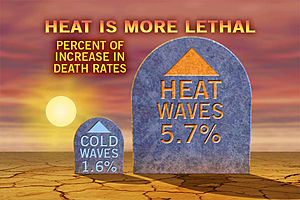 HEAT IS MORE LETHAL
PERCENT OF
INCREASE IN
DEATH RATES
COLD
WAVES
1.6%
HEAT
WAVES
5.7%